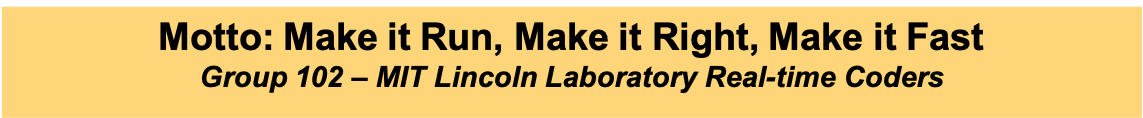 Motto: Make it Run, Make it Right, Make it Fast
Group 102 – MIT Lincoln Laboratory Real-time Coders